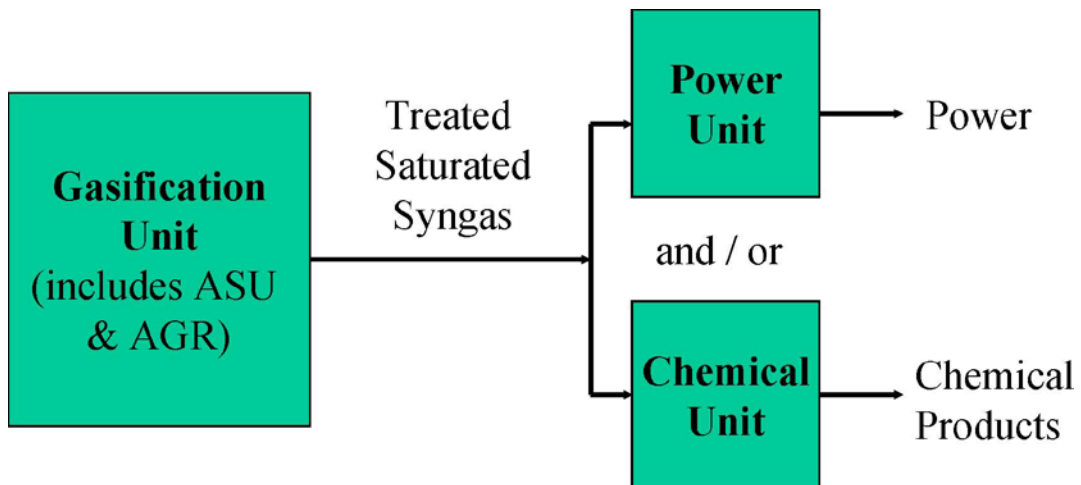 Gasification
Unit
(includes ASU
& AGR)
Treated
Saturated
Syngas
Power
Unit
Power
and / or
Chemical
Unit
Chemical
Products